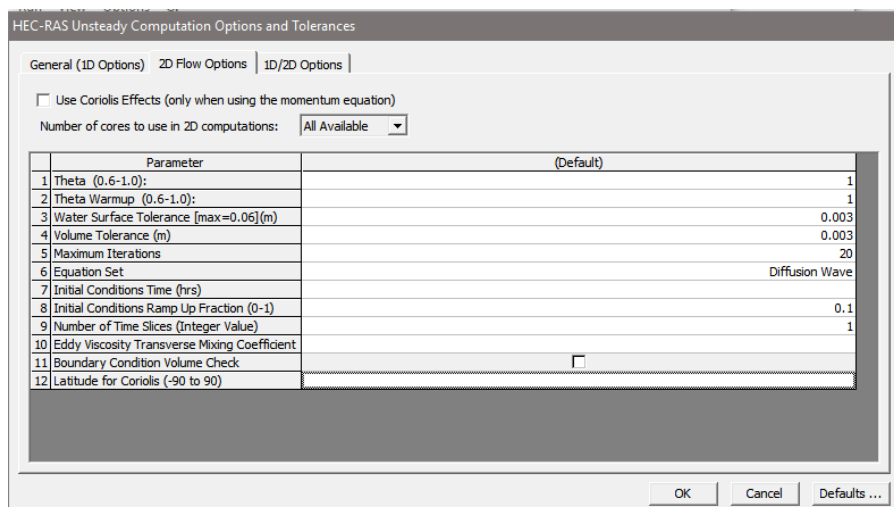 HEC-RAS Unsteady Computation Options and Tolerances
General (1D Options) 2D Flow Options 1D/2D Options
Use Coriolis Effects (only when using the momentum equation)
Number of cores to use in 2D computations: All Available
Parameter (Default)
1 Theta (0.6-1.0): 1
2 Theta Warmup (0.6-1.0): 1
3 Water Surface Tolerance [max=0.06](m) 0.003
4 Volume Tolerance (m) 0.003
5 Maximum Iterations 20
6 Equation Set Diffusion Wave
7 Initial Conditions Time (hrs)
8 Initial Conditions Ramp Up Fraction (0-1) 0.1
9 Number of Time Slices (Integer Value) 1
10 Eddy Viscosity Transverse Mixing Coefficient
11 Boundary Condition Volume Check
12 Latitude for Coriolis (-90 to 90)
OK Cancel Defaults ...